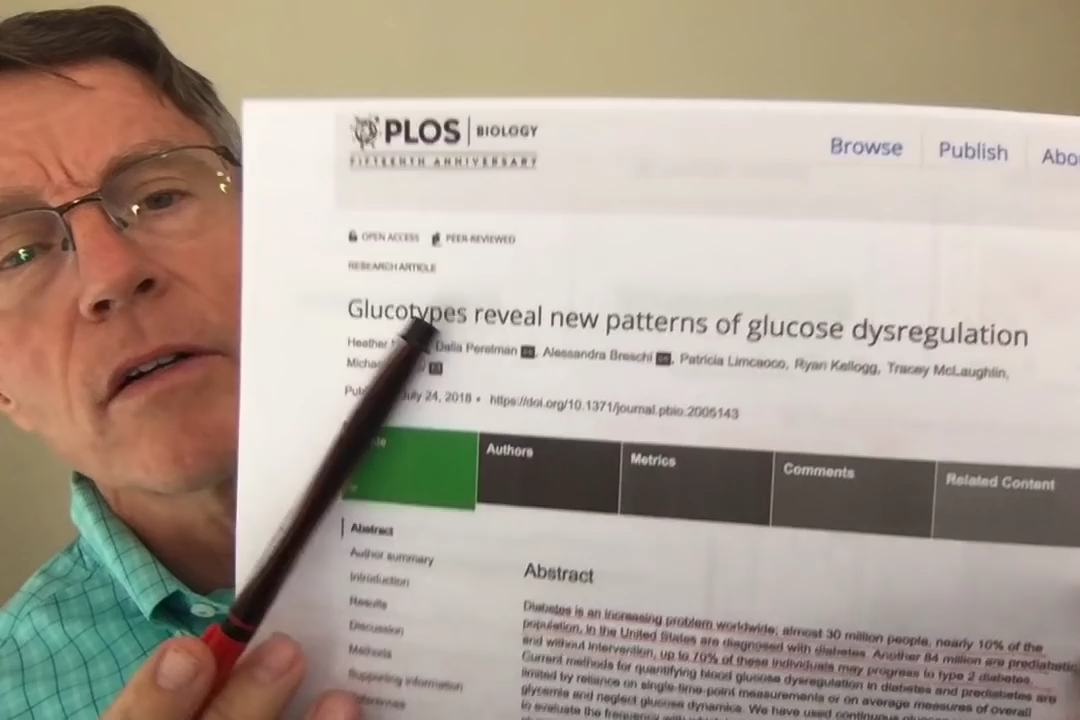 PLOS | BIOLOGY
FIFTEENTH ANNIVERSARY
Browse Publish Abo
OPEN ACCESS PEER-REVIEWED
RESEARCH ARTICLE
Glucotypes reveal new patterns of glucose dysregulation
Heather Dalia Perelman, Alessandra Breschi, Patricia Limcaoco, Ryan Kellogg, Tracey McLaughlin,
July 24, 2018 • https://doi.org/10.1371/journal.pbio.2005143
Authors Metrics Comments Related Content
Abstract
Author summary
Introduction
Results
Discussion
Methods
Supporting information
Abstract
Diabetes is an increasing problem worldwide; almost 30 million people, nearly 10% of the
population, in the United States are diagnosed with diabetes. Another 84 million are prediabetic,
and without intervention, up to 70% of these individuals may progress to type 2 diabetes.
Current methods for quantifying blood glucose dysregulation in diabetes and prediabetes are
limited by reliance on single-time-point measurements or on average measures of overall
glycemia and neglect glucose dynamics. We have used continuous
to evaluate the frequency with